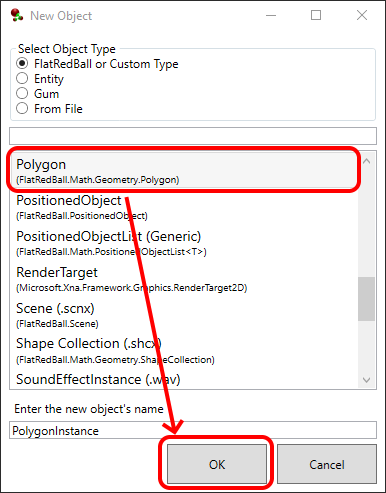 New Object
Select Object Type
FlatRedBall or Custom Type
Entity
Gum
From File
Polygon
(FlatRedBall.Math.Geometry.Polygon)
PositionedObject
(FlatRedBall.PositionedObject)
PositionedObjectList (Generic)
(FlatRedBall.Math.PositionedObjectList<T>)
RenderTarget
(Microsoft.Xna.Framework.Graphics.RenderTarget2D)
Scene (.scnx)
(FlatRedBall.Scene)
Shape Collection (.shcx)
(FlatRedBall.Math.Geometry.ShapeCollection)
SoundEffectInstance (.wav)
Enter the new object's name
PolygonInstance
OK
Cancel